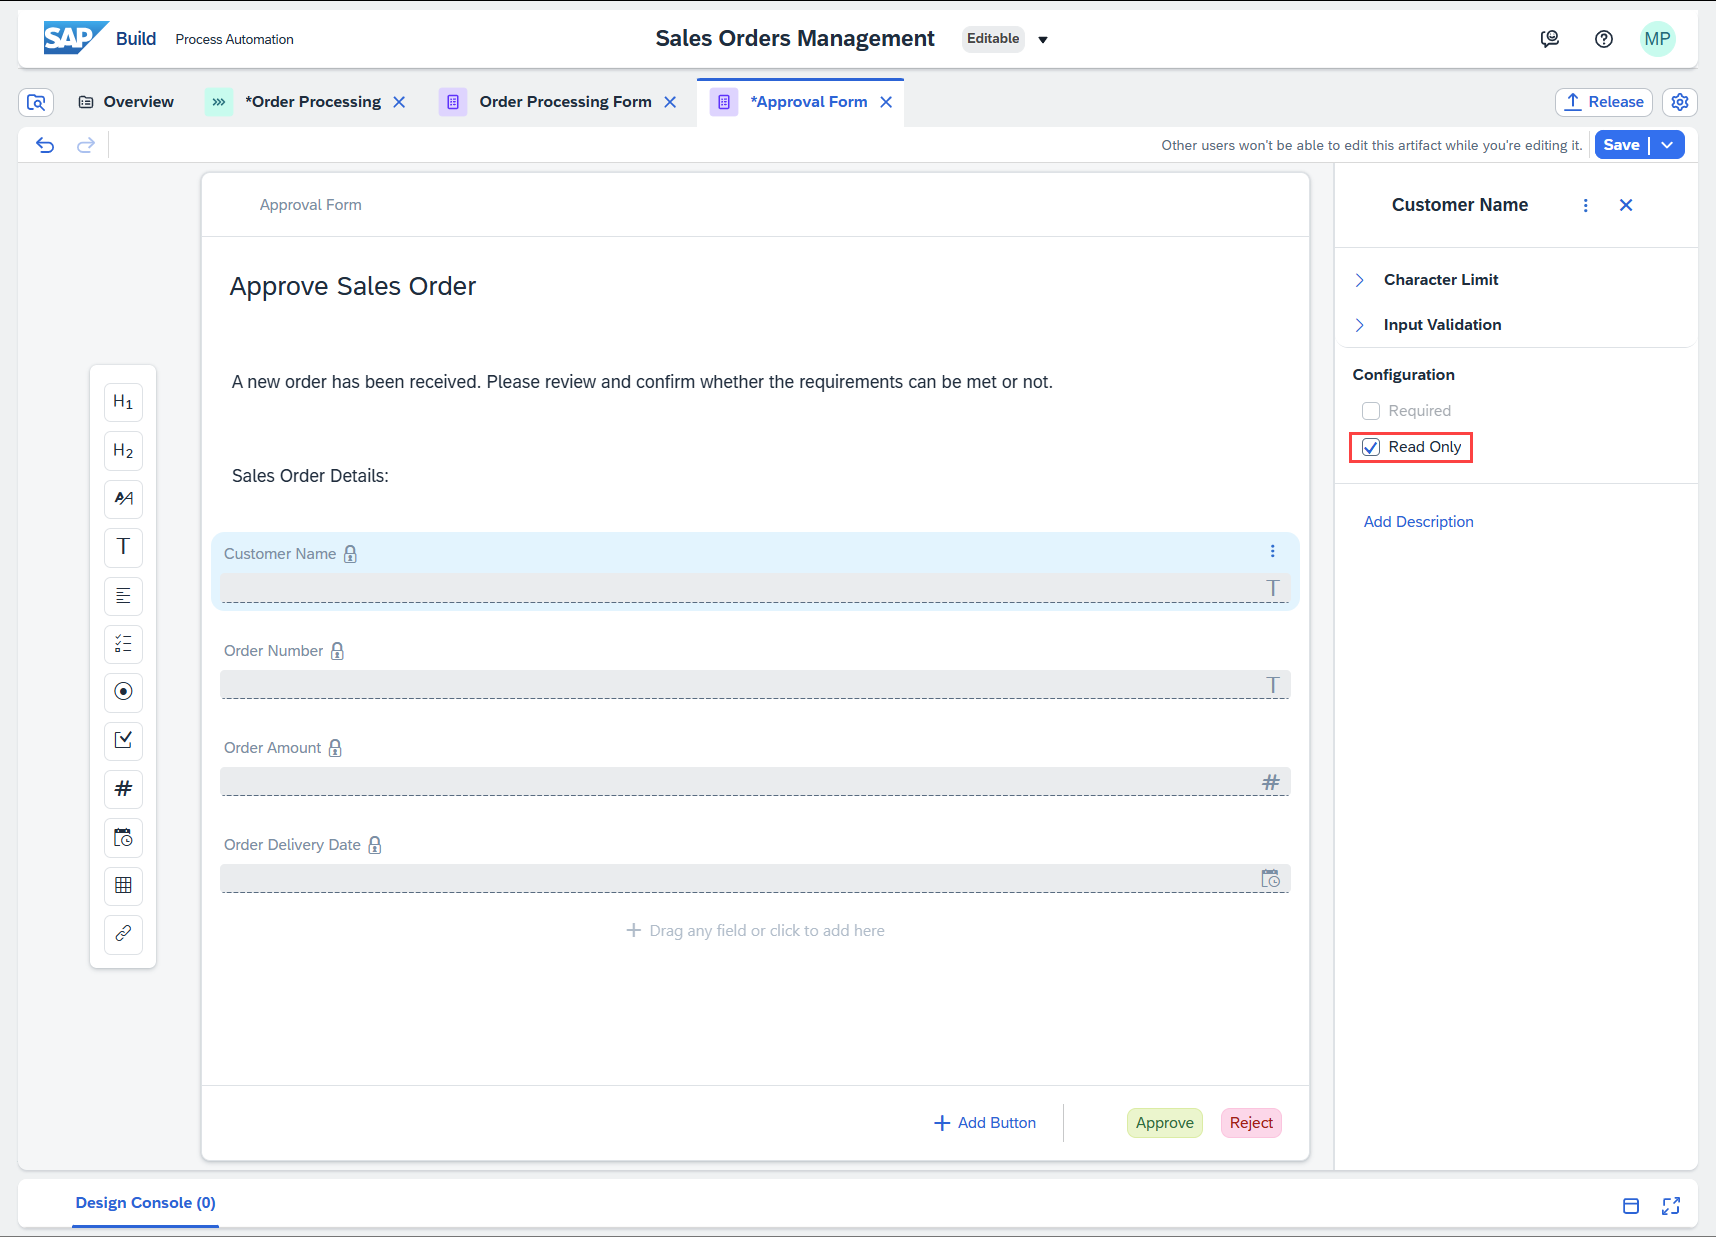 SAP Build Process Automation
Sales Orders Management Editable
MP
Overview
*Order Processing
Order Processing Form
*Approval Form
Release
Other users won't be able to edit this artifact while you're editing it.
Save
Approval Form
Approve Sales Order
A new order has been received. Please review and confirm whether the requirements can be met or not.
Sales Order Details:
H1
H2
AA
T
#
Customer Name
T
Order Number
T
Order Amount
#
Order Delivery Date
Drag any field or click to add here
Add Button
Approve
Reject
Customer Name
Character Limit
Input Validation
Configuration
Required
Read Only
Add Description
Design Console (0)